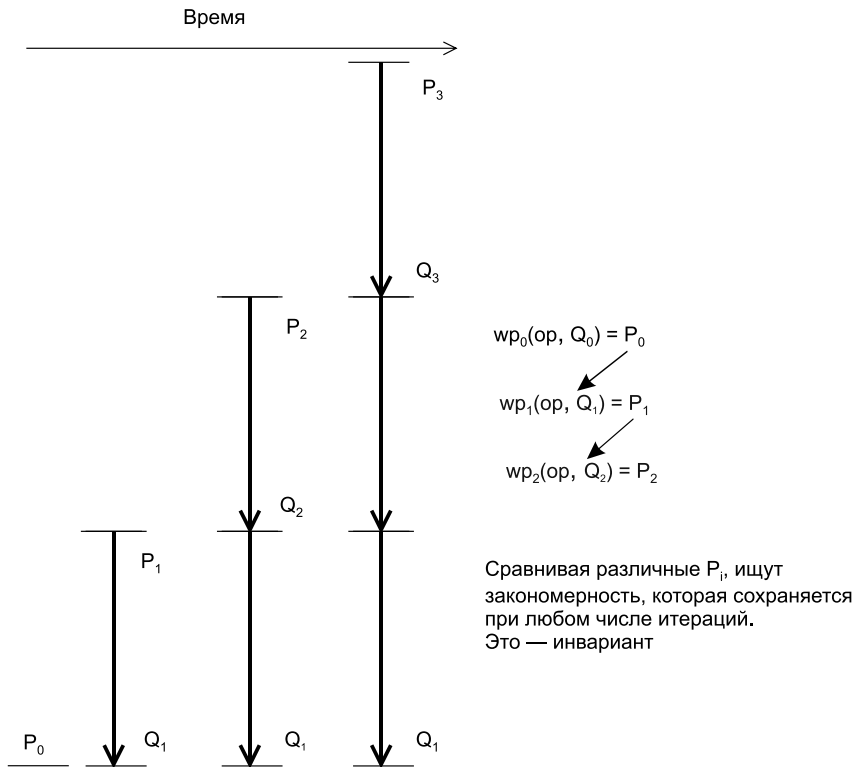 Время
P₃
Q₃
P₂
wp₀(op, Q₀) = P₀
wp₁(op, Q₁) = P₁
wp₂(op, Q₂) = P₂
Q₂
P₁
Сравнивая различные Pᵢ, ищут
закономерность, которая сохраняется
при любом числе итераций.
Это — инвариант
P₀
Q₁
Q₁
Q₁